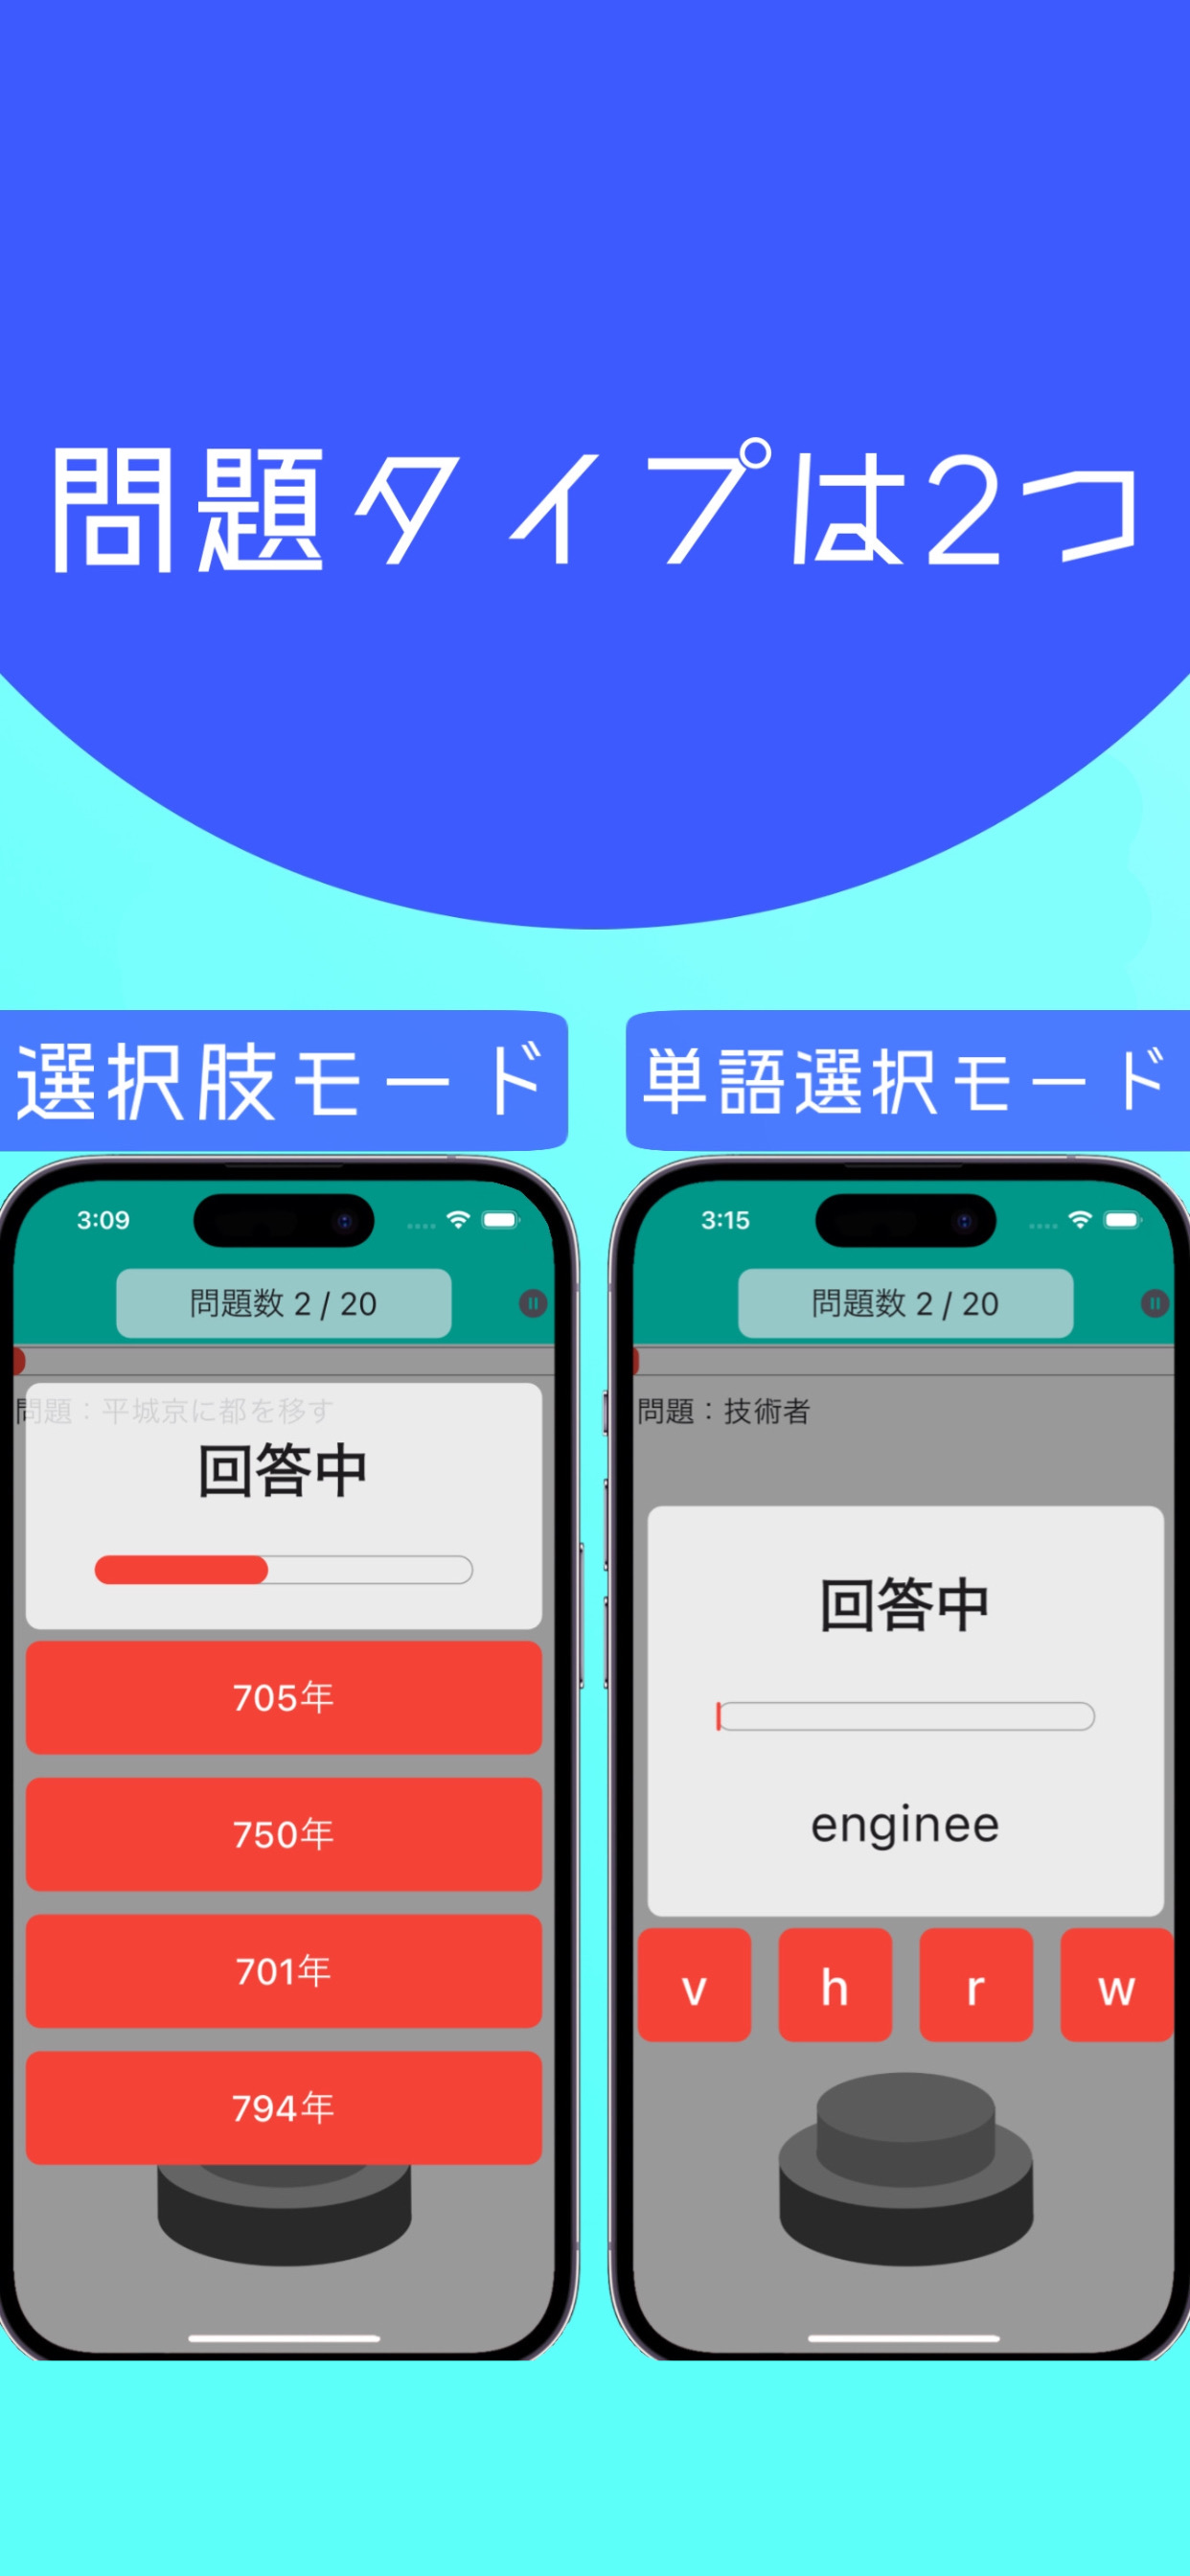 問題タイプは2つ
選択肢モード
3:09
問題数 2 / 20
問題：平城京に都を移す
回答中
705年
750年
701年
794年
単語選択モード
3:15
問題数 2 / 20
問題：技術者
回答中
enginee
v h r w